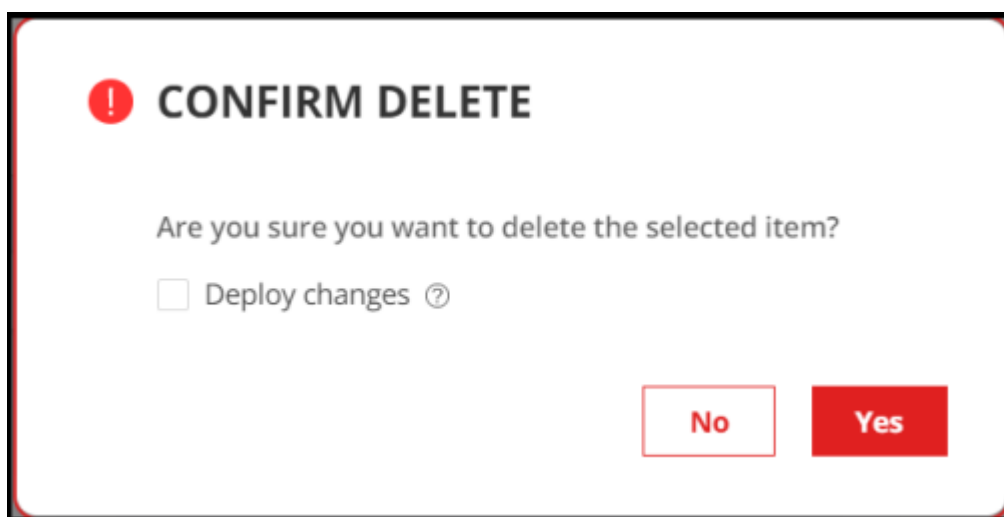 CONFIRM DELETE
Are you sure you want to delete the selected item?
Deploy changes ?
No
Yes